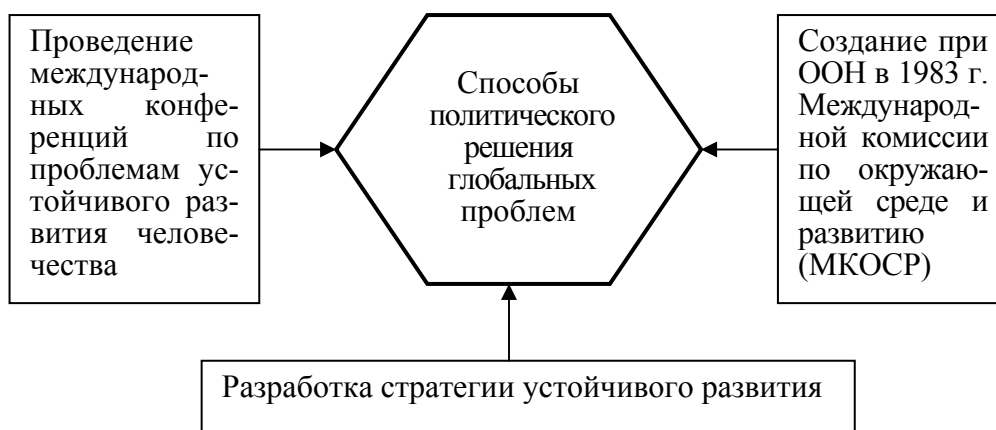 Проведение
международ-
ных конфе-
ренций по
проблемам ус-
тойчивого раз-
вития челове-
чества
Способы
политического
решения
глобальных
проблем
Создание при
ООН в 1983 г.
Международ-
ной комиссии
по окружаю-
щей среде и
развитию
(МКОСР)
Разработка стратегии устойчивого развития